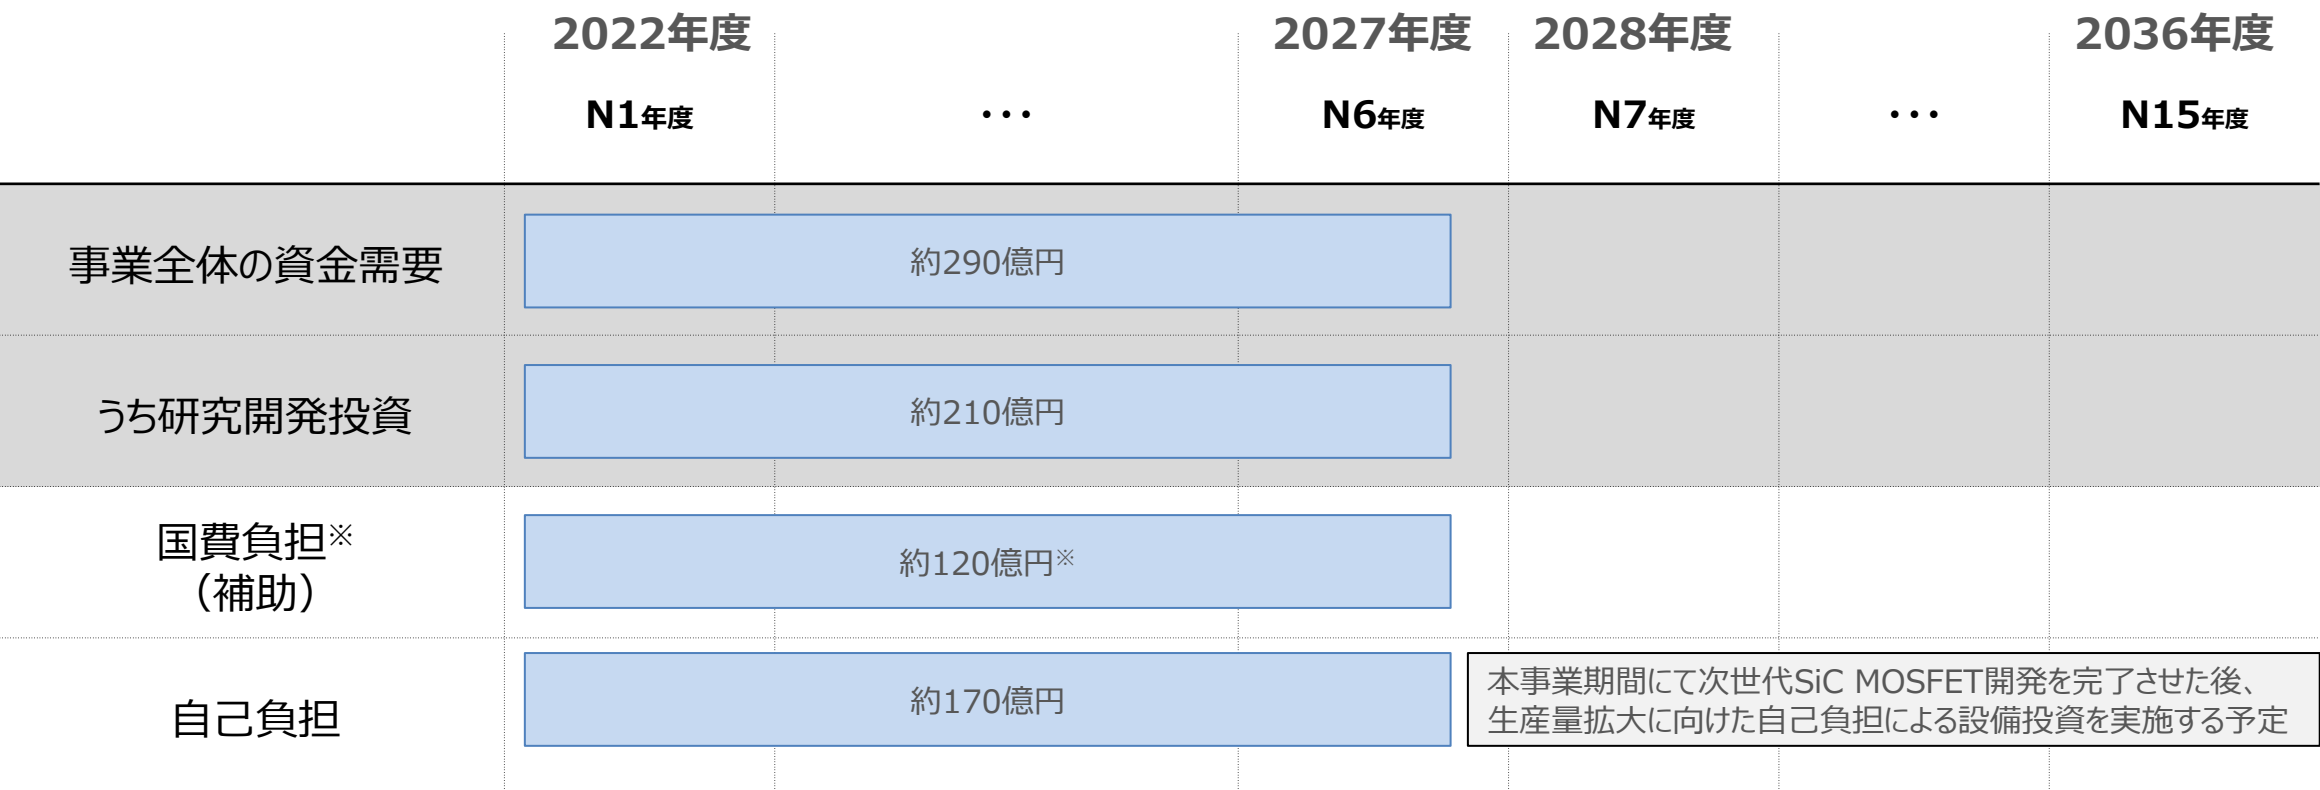 2022年度 2027年度 2028年度 2036年度
N1年度 ・・・ N6年度 N7年度 ・・・ N15年度
事業全体の資金需要 約290億円
うち研究開発投資 約210億円
国費負担※
（補助）
約120億円※
自己負担 約170億円
本事業期間にて次世代SiC MOSFET開発を完了させた後、
生産量拡大に向けた自己負担による設備投資を実施する予定